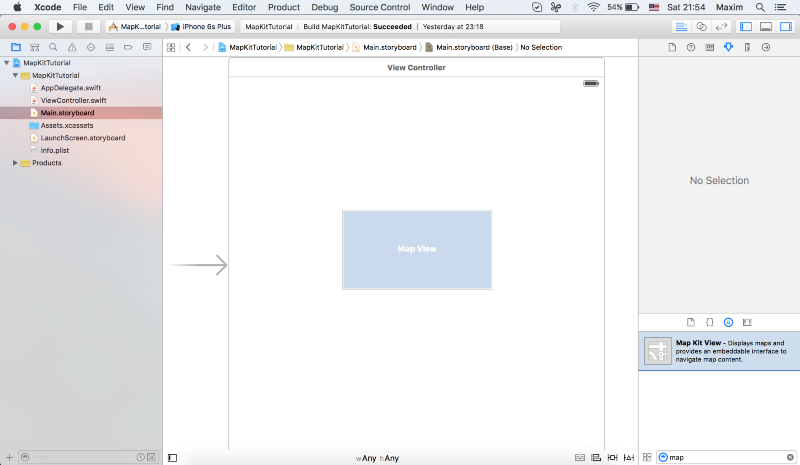 Xcode File Edit View Find Navigate Editor Product Debug Source Control Window Help 54% Sat 21:54 Maxim
MapK...torial iPhone 6s Plus MapKitTutorial Build MapKitTutorial: Succeeded Yesterday at 23:18
MapKitTutorial MapKitTutorial Main.storyboard Main.storyboard (Base) No Selection
MapKitTutorial
MapKitTutorial
AppDelegate.swift
ViewController.swift
Main.storyboard
Assets.xcassets
LaunchScreen.storyboard
Info.plist
Products
View Controller
Map View
No Selection
Map Kit View - Displays maps and
provides an embeddable interface to
navigate map content.
wAny hAny
map